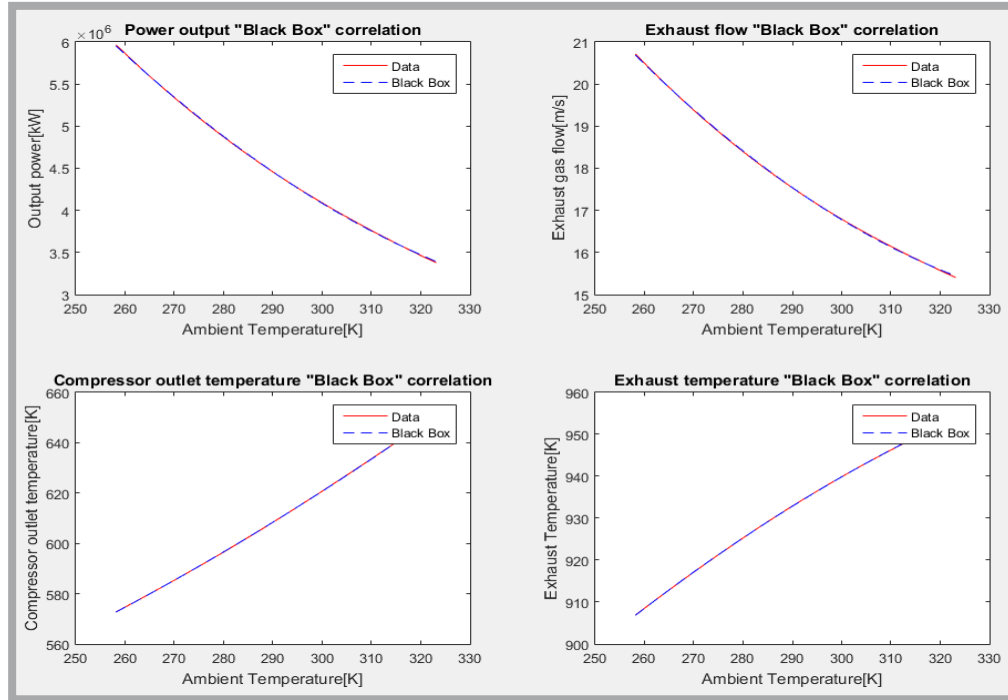 Power output "Black Box" correlation
× 10^6
6
5.5
5
4.5
4
3.5
3
Output power[kW]
250 260 270 280 290 300 310 320 330
Ambient Temperature[K]
Data
Black Box
Exhaust flow "Black Box" correlation
21
20
19
18
17
16
15
Exhaust gas flow[m/s]
250 260 270 280 290 300 310 320 330
Ambient Temperature[K]
Data
Black Box
Compressor outlet temperature "Black Box" correlation
660
640
620
600
580
560
Compressor outlet temperature[K]
250 260 270 280 290 300 310 320 330
Ambient Temperature[K]
Data
Black Box
Exhaust temperature "Black Box" correlation
960
950
940
930
920
910
900
Exhaust Temperature[K]
250 260 270 280 290 300 310 320 330
Ambient Temperature[K]
Data
Black Box